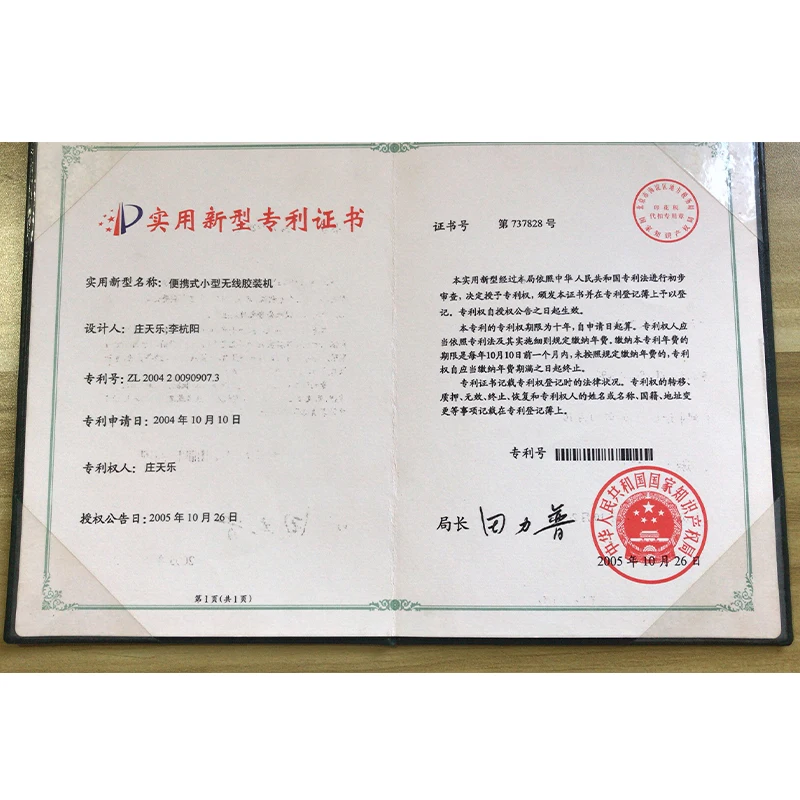 实用新型专利证书
实用新型名称：便携式小型无线胶装机
设计人：庄天乐;李杭阳
专利号：ZL 2004 2 0090907.3
专利申请日：2004 年 10 月 10 日
专利权人：庄天乐
授权公告日：2005 年 10 月 26 日
第 1 页(共 1 页)
证书号 第 737828 号
印花税
代扣专用章
国家知识产权局
本实用新型经过本局依照中华人民共和国专利法进行初步
审查，决定授予专利权，颁发本证书并在专利登记簿上予以登
记。专利权自授权公告之日起生效。
本专利的专利权期限为十年，自申请日起算。专利权人应
当依照专利法及其实施细则规定缴纳年费。缴纳本专利年费的
期限是每年10月10日前一个月内。未按照规定缴纳年费的，专利
权自应当缴纳年费期满之日起终止。
专利证书记载专利权登记时的法律状况。专利权的转移、
质押、无效、终止、恢复和专利权人的姓名或名称、国籍、地址变
更等事项记载在专利登记簿上。
专利号
局长 田力普
中华人民共和国国家知识产权局
2005 年 10 月 26 日